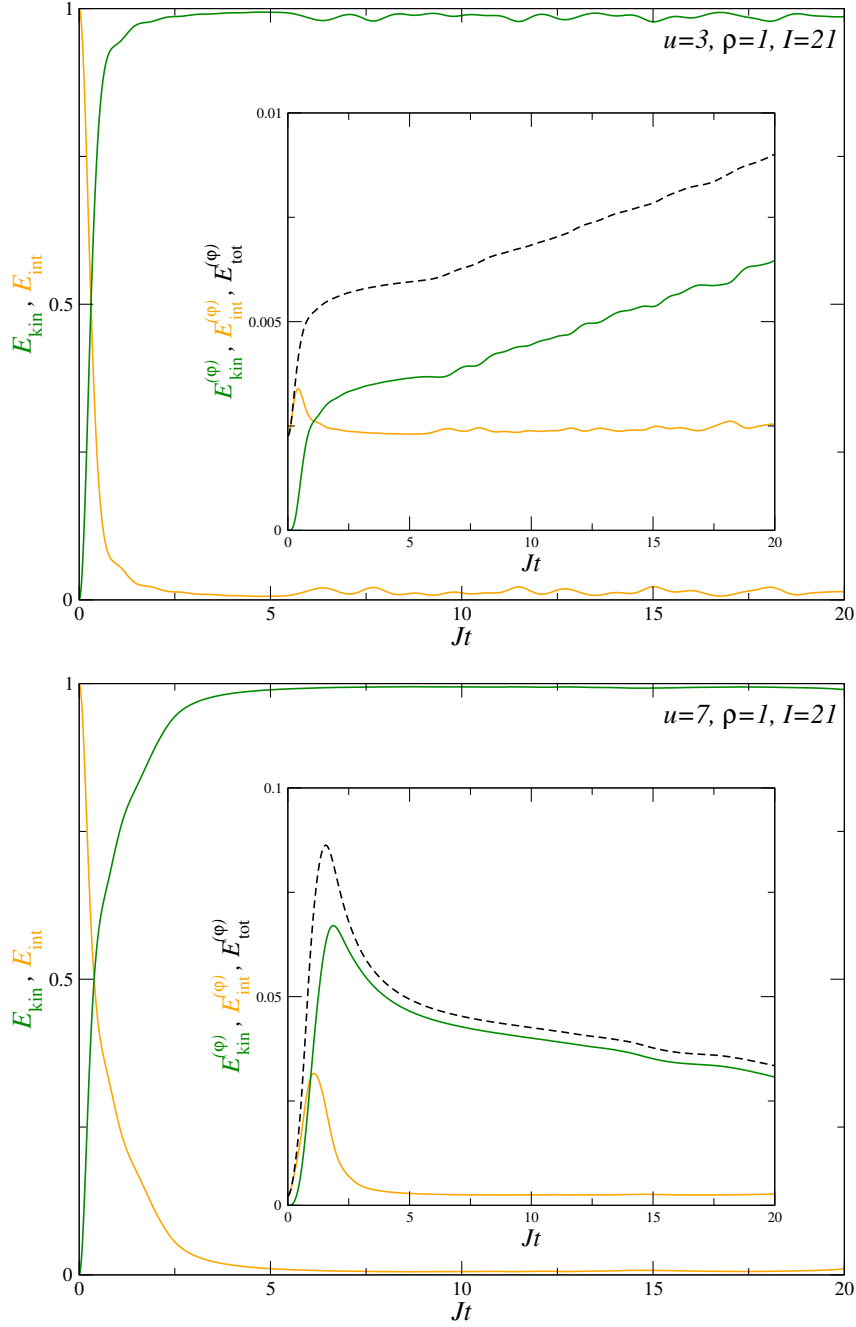 1
u=3, ρ=1, I=21
0.01
E_kin^(φ), E_int^(φ), E_tot^(φ)
0.005
E_kin, E_int
0.5
0
0 5 10 15 20
Jt
0
0 5 10 15 20
Jt
1
u=7, ρ=1, I=21
0.1
E_kin^(φ), E_int^(φ), E_tot^(φ)
0.05
E_kin, E_int
0.5
0
0 5 10 15 20
Jt
0
0 5 10 15 20
Jt